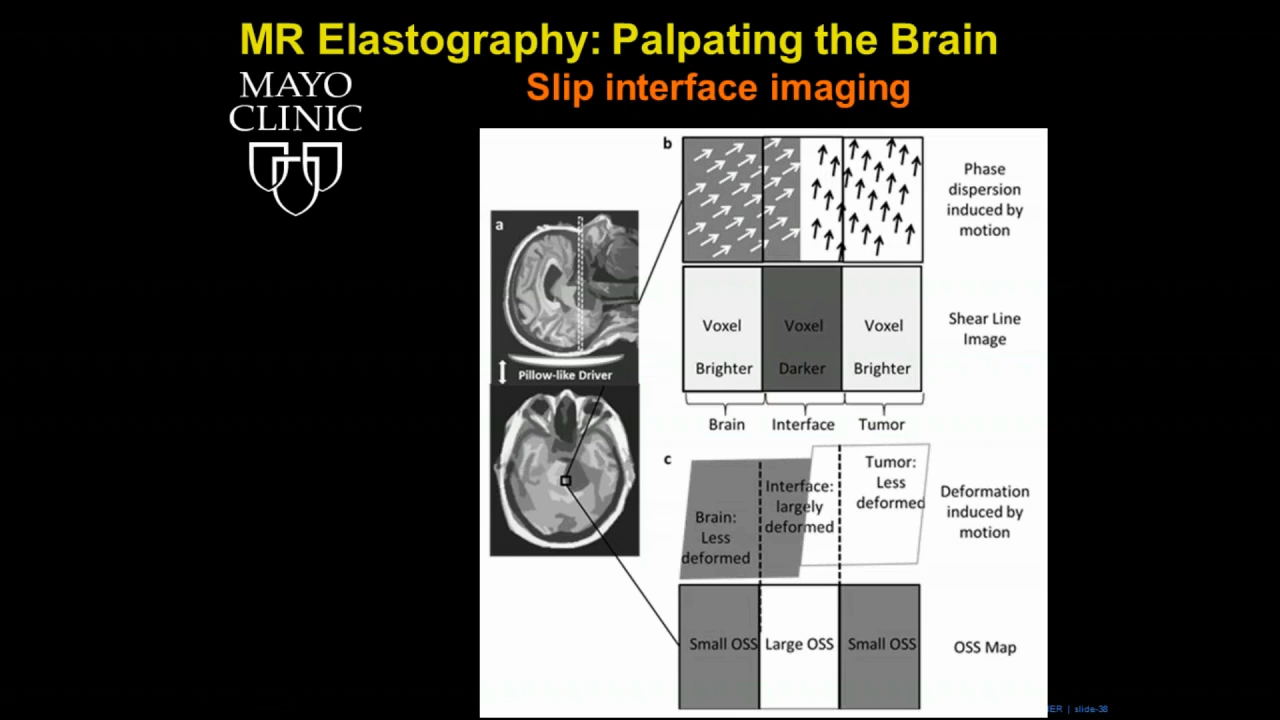 MR Elastography: Palpating the Brain
Slip interface imaging
MAYO
CLINIC
a
Pillow-like Driver
b
Phase
dispersion
induced by
motion
Voxel
Brighter
Voxel
Darker
Voxel
Brighter
Shear Line
Image
Brain
Interface
Tumor
c
Brain:
Less
deformed
Interface:
largely
deformed
Tumor:
Less
deformed
Deformation
induced by
motion
Small OSS
Large OSS
Small OSS
OSS Map
| slide-38